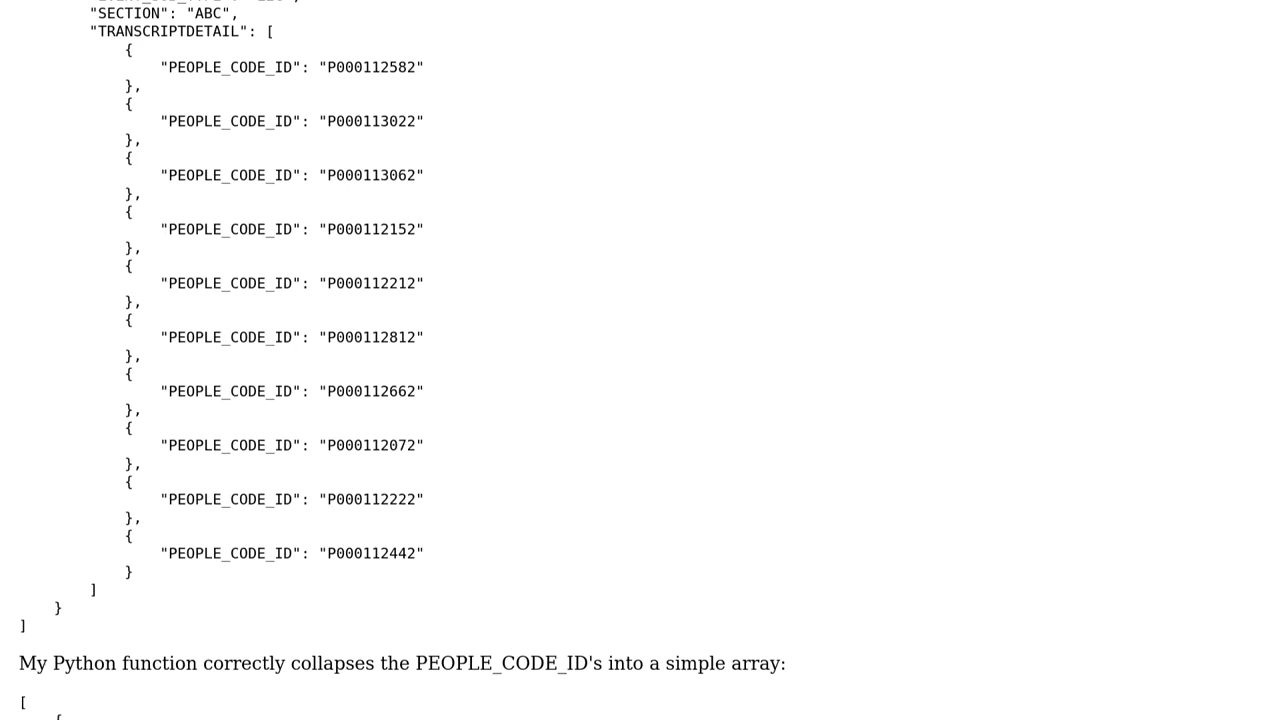 "SECTION": "ABC",
"TRANSCRIPTDETAIL": [
{
"PEOPLE_CODE_ID": "P000112582"
},
{
"PEOPLE_CODE_ID": "P000113022"
},
{
"PEOPLE_CODE_ID": "P000113062"
},
{
"PEOPLE_CODE_ID": "P000112152"
},
{
"PEOPLE_CODE_ID": "P000112212"
},
{
"PEOPLE_CODE_ID": "P000112812"
},
{
"PEOPLE_CODE_ID": "P000112662"
},
{
"PEOPLE_CODE_ID": "P000112072"
},
{
"PEOPLE_CODE_ID": "P000112222"
},
{
"PEOPLE_CODE_ID": "P000112442"
}
]
}
]
My Python function correctly collapses the PEOPLE_CODE_ID's into a simple array:
[
{